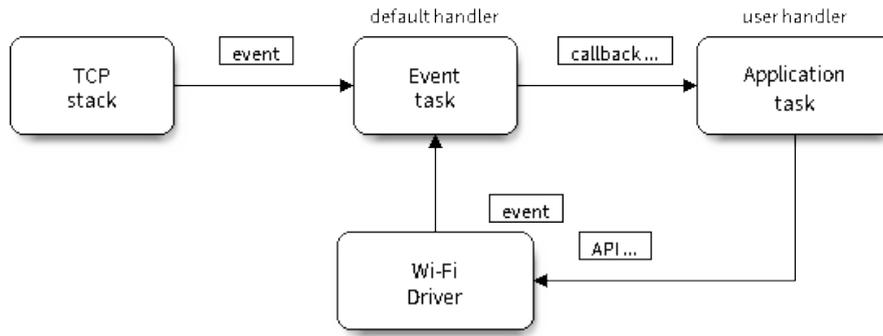 default handler
user handler
TCP
stack
event
Event
task
callback...
Application
task
event
API...
Wi-Fi
Driver